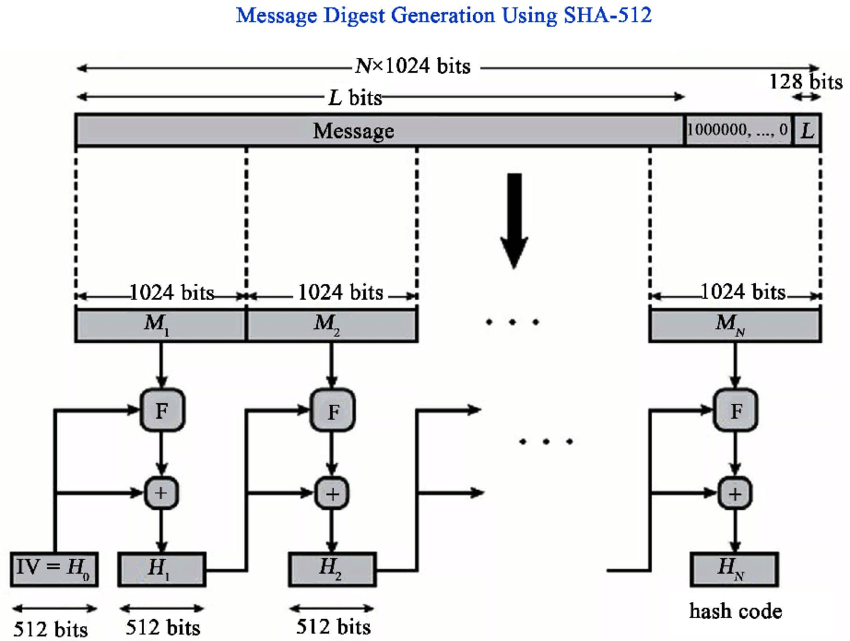 Message Digest Generation Using SHA-512
N×1024 bits
128 bits
L bits
Message
1000000, ..., 0
L
1024 bits
1024 bits
1024 bits
M1
M2
. . .
MN
F
F
F
. . .
+
+
+
IV = H0
H1
H2
HN
hash code
512 bits
512 bits
512 bits